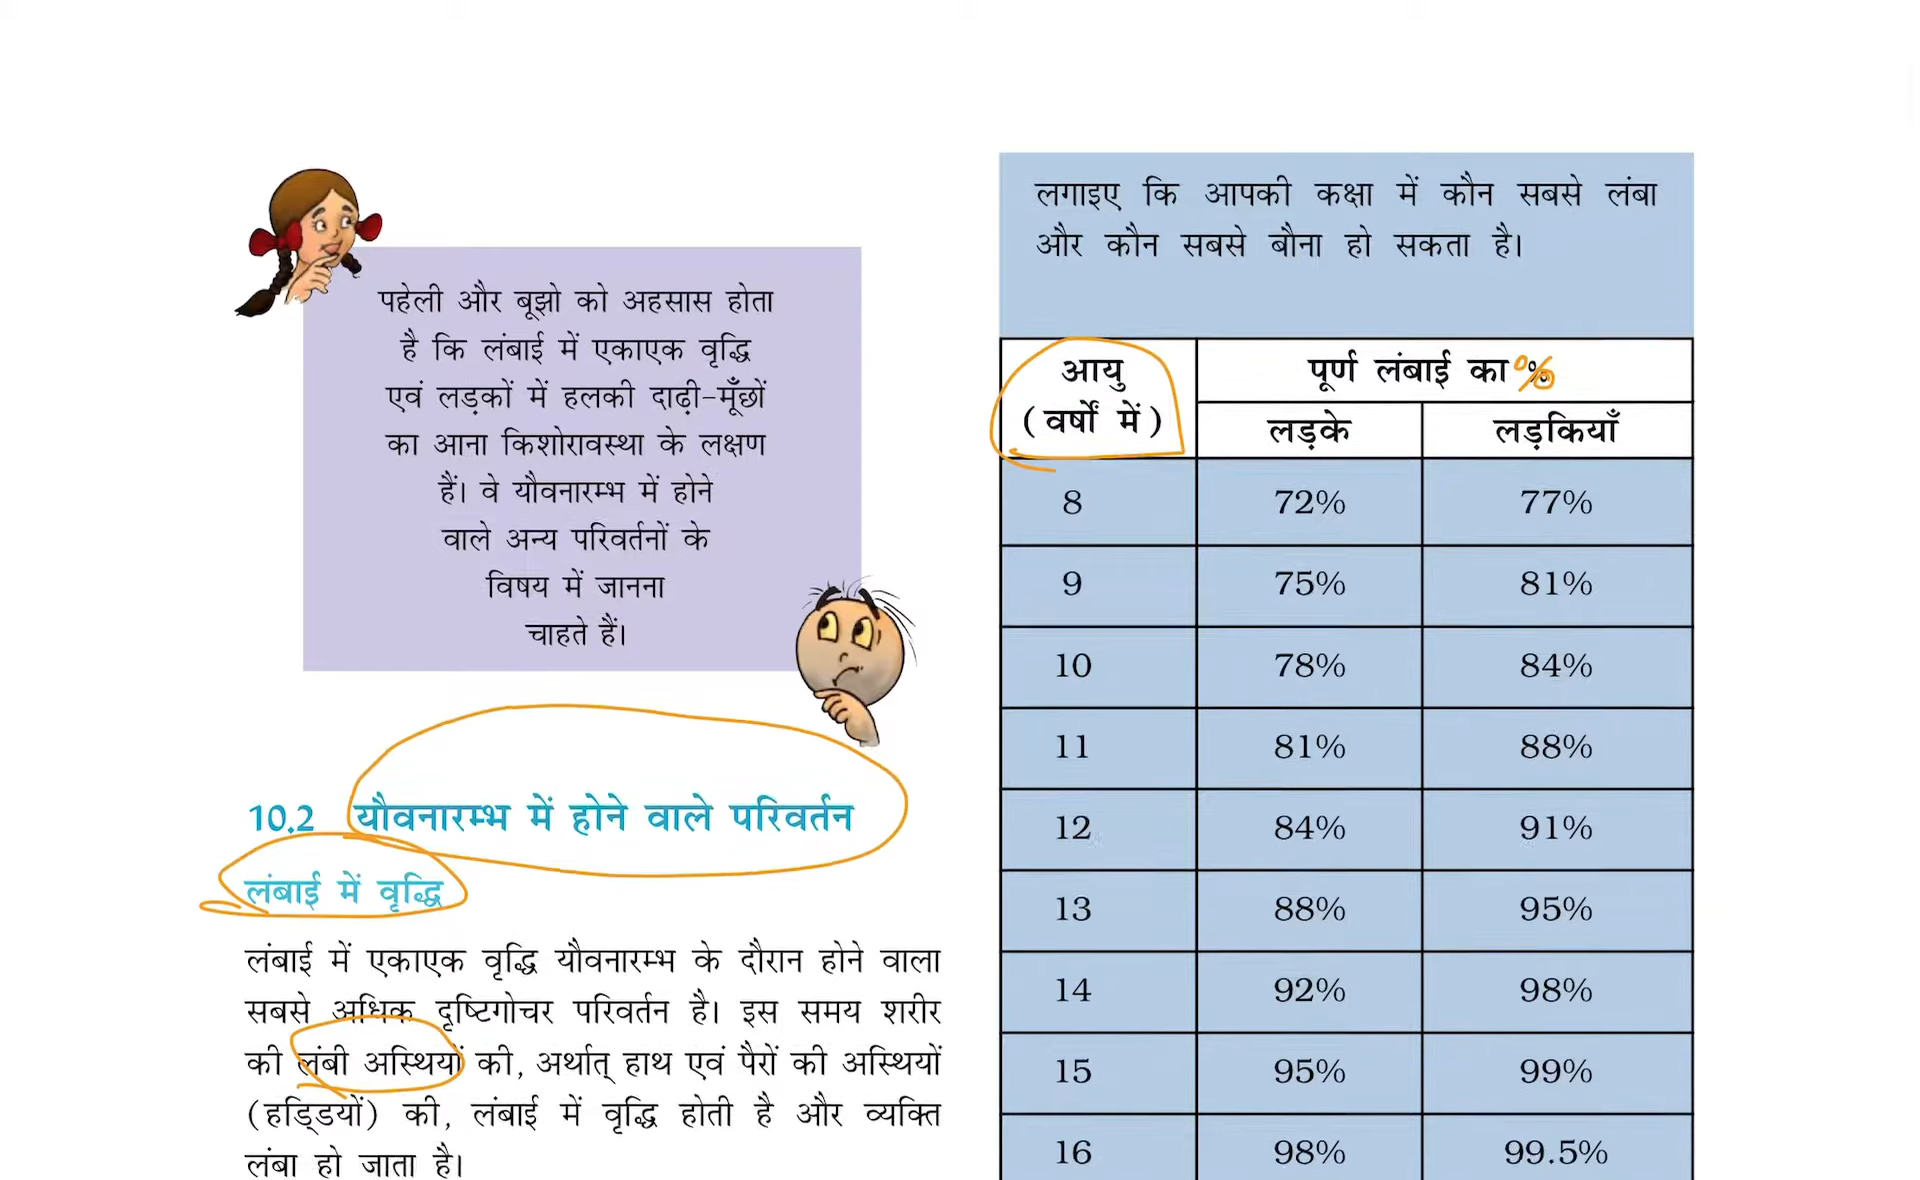 पहेली और बूझो को अहसास होता
है कि लंबाई में एकाएक वृद्धि
एवं लड़कों में हलकी दाढ़ी-मूँछों
का आना किशोरावस्था के लक्षण
हैं। वे यौवनारम्भ में होने
वाले अन्य परिवर्तनों के
विषय में जानना
चाहते हैं।
10.2 यौवनारम्भ में होने वाले परिवर्तन
लंबाई में वृद्धि
लंबाई में एकाएक वृद्धि यौवनारम्भ के दौरान होने वाला
सबसे अधिक दृष्टिगोचर परिवर्तन है। इस समय शरीर
की लंबी अस्थियों की, अर्थात् हाथ एवं पैरों की अस्थियों
(हड्डियों) की, लंबाई में वृद्धि होती है और व्यक्ति
लंबा हो जाता है।
लगाइए कि आपकी कक्षा में कौन सबसे लंबा
और कौन सबसे बौना हो सकता है।
आयु
(वर्षों में)
पूर्ण लंबाई का %
लड़के लड़कियाँ
8 72% 77%
9 75% 81%
10 78% 84%
11 81% 88%
12 84% 91%
13 88% 95%
14 92% 98%
15 95% 99%
16 98% 99.5%